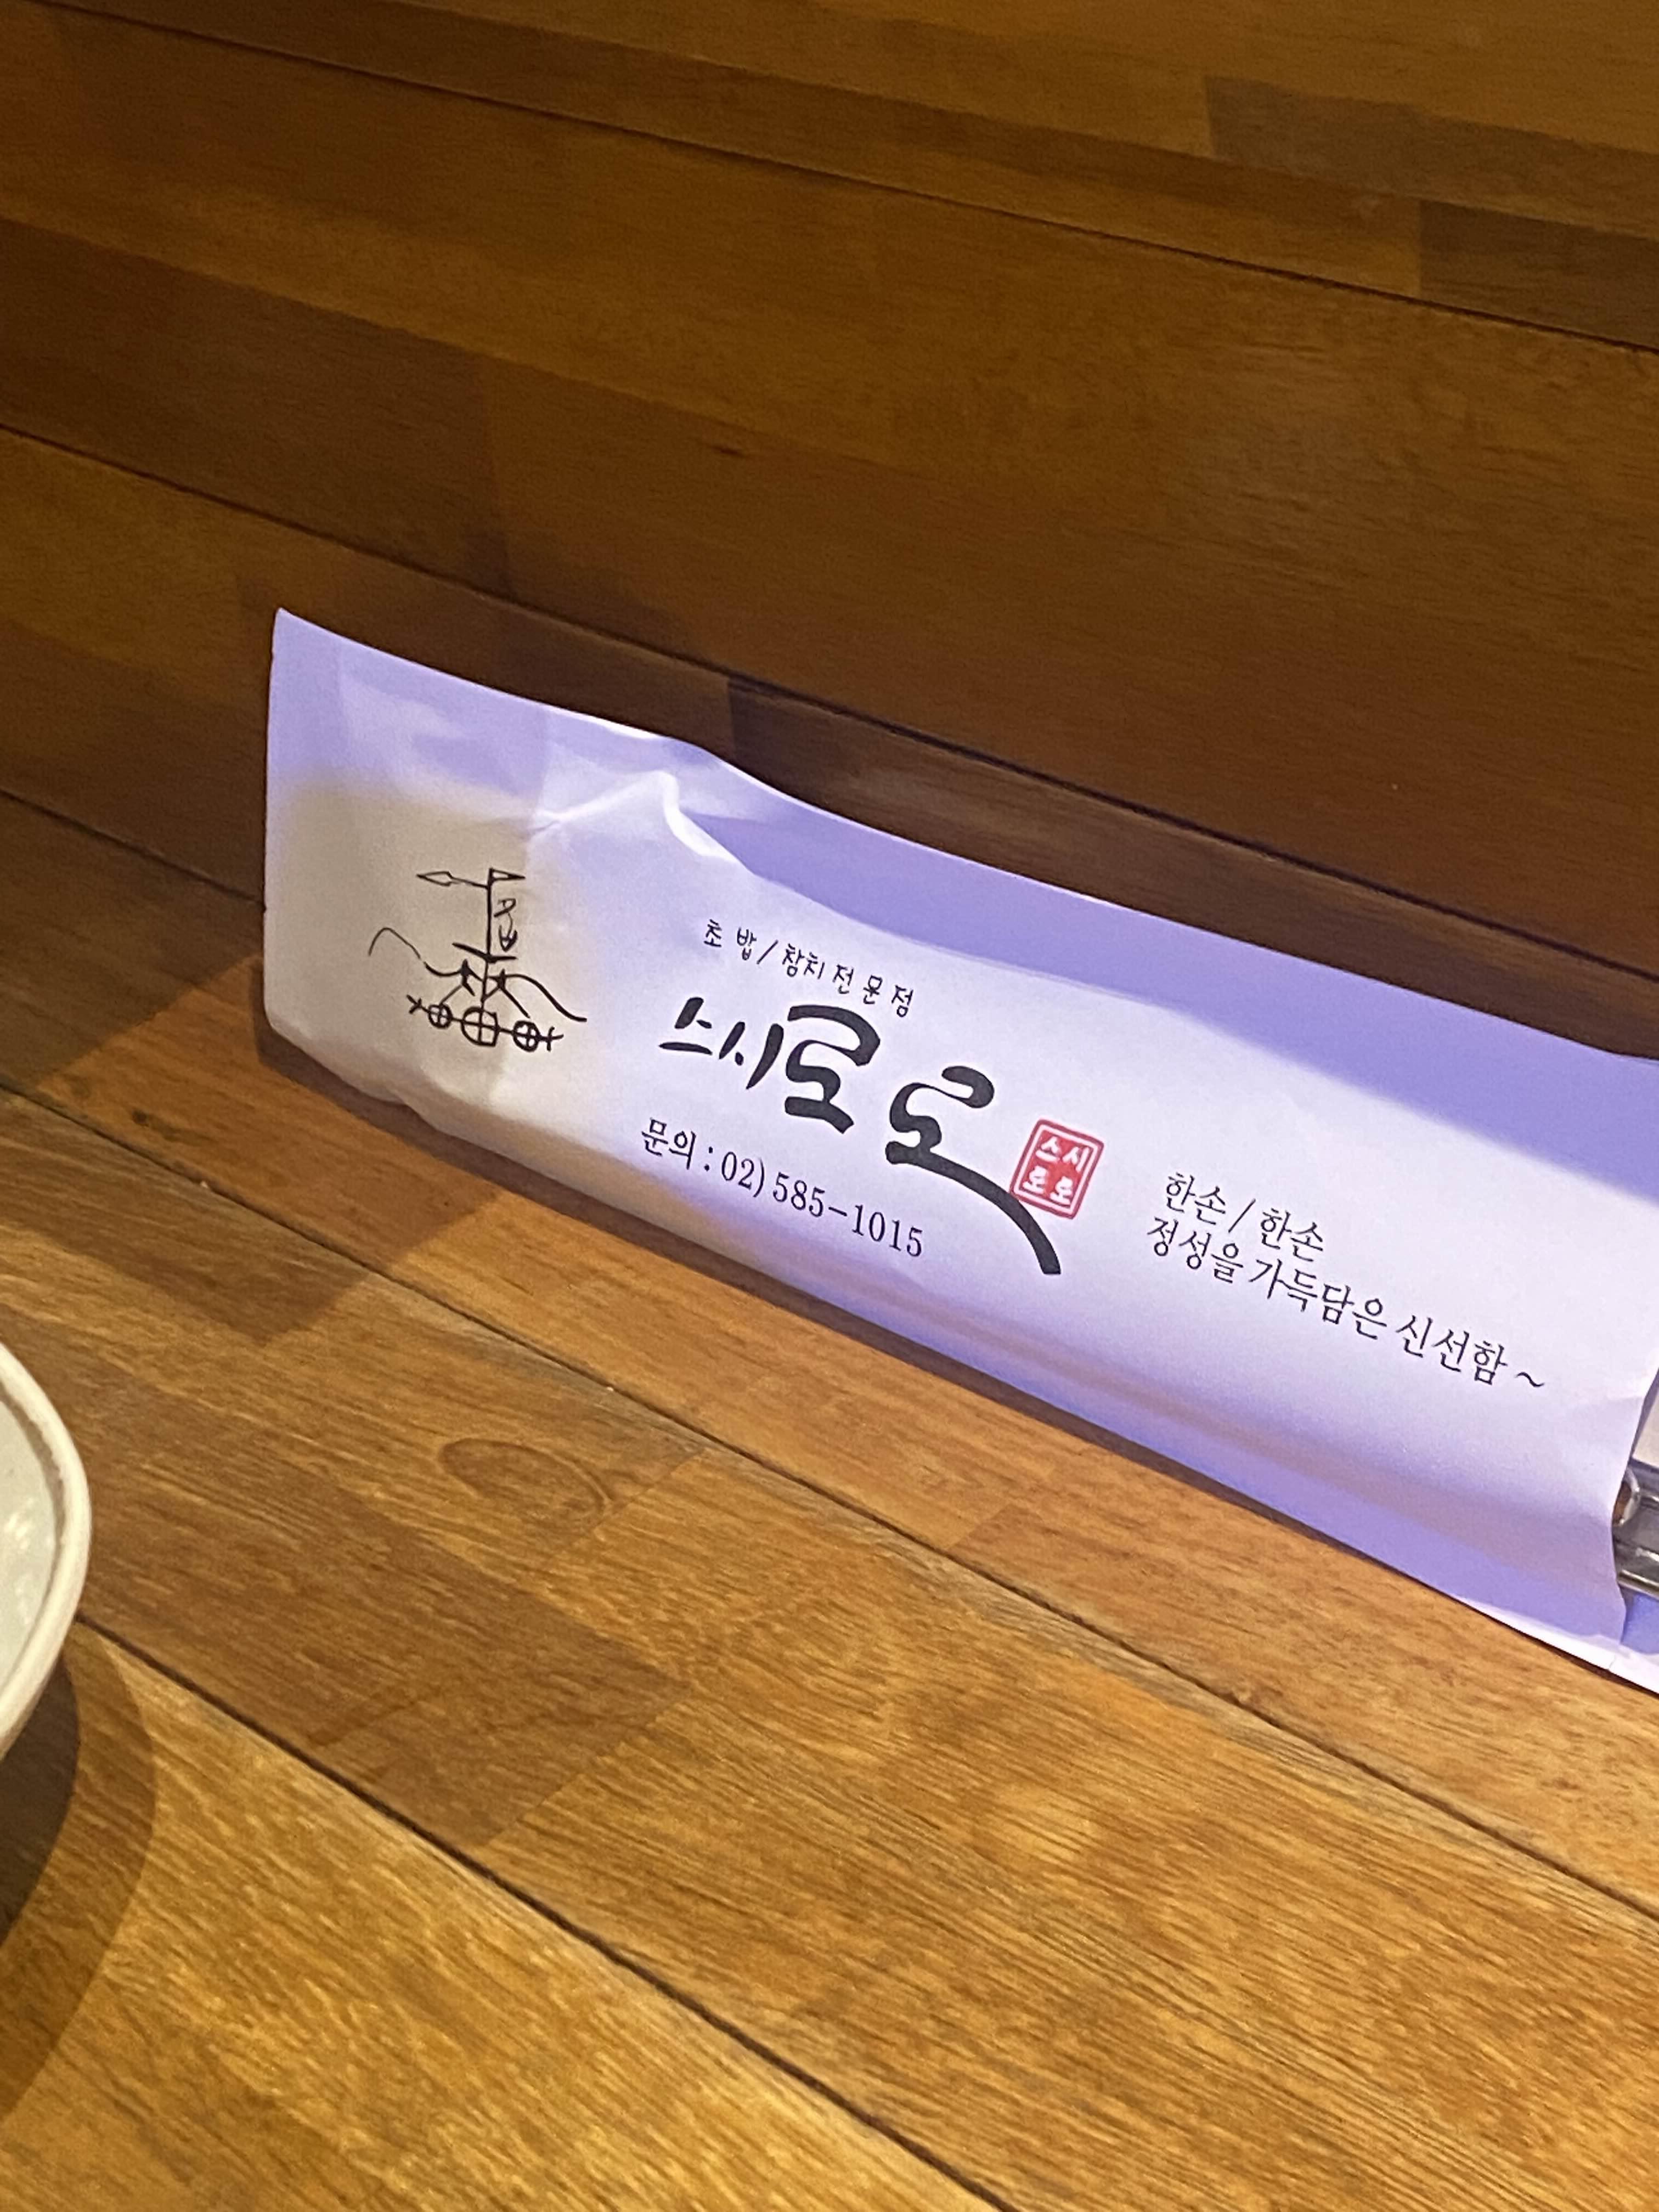 초밥/참치전문점
스시로로
문의 : 02) 585-1015
스시
로로
한손 / 한손
정성을 가득담은 신선함 ~